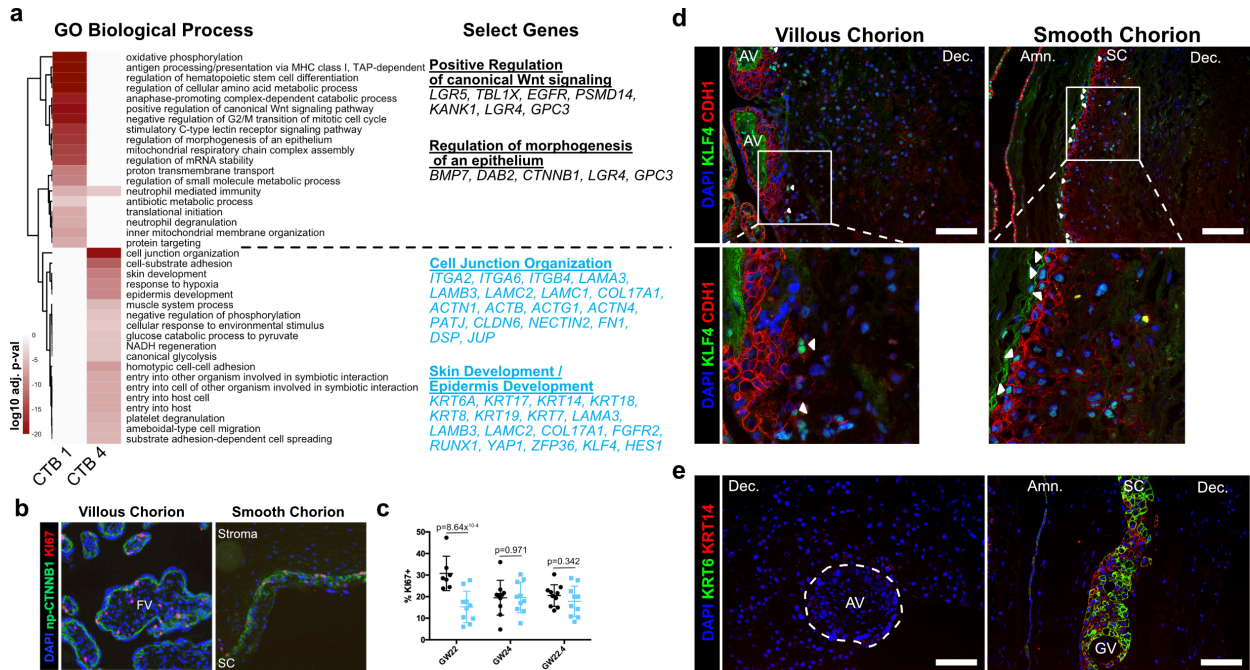 a
GO Biological Process
Select Genes
oxidative phosphorylation
antigen processing/presentation via MHC class I, TAP-dependent
regulation of hematopoietic stem cell differentiation
regulation of cellular amino acid metabolic process
anaphase-promoting complex-dependent catabolic process
positive regulation of canonical Wnt signaling pathway
negative regulation of G2/M transition of mitotic cell cycle
stimulatory C-type lectin receptor signaling pathway
regulation of morphogenesis of an epithelium
mitochondrial respiratory chain complex assembly
regulation of mRNA stability
proton transmembrane transport
regulation of small molecule metabolic process
neutrophil mediated immunity
antibiotic metabolic process
translational initiation
neutrophil degranulation
inner mitochondrial membrane organization
protein targeting
cell junction organization
cell-substrate adhesion
skin development
response to hypoxia
epidermis development
muscle system process
negative regulation of phosphorylation
cellular response to environmental stimulus
glucose catabolic process to pyruvate
NADH regeneration
canonical glycolysis
homotypic cell-cell adhesion
entry into other organism involved in symbiotic interaction
entry into cell of other organism involved in symbiotic interaction
entry into host cell
entry into host
platelet degranulation
ameboidal-type cell migration
substrate adhesion-dependent cell spreading
log10 adj. p-val
0
-5
-10
-15
-20
CTB 1
CTB 4
Positive Regulation
of canonical Wnt signaling
LGR5, TBL1X, EGFR, PSMD14,
KANK1, LGR4, GPC3
Regulation of morphogenesis
of an epithelium
BMP7, DAB2, CTNNB1, LGR4, GPC3
Cell Junction Organization
ITGA2, ITGA6, ITGB4, LAMA3,
LAMB3, LAMC2, LAMC1, COL17A1,
ACTN1, ACTB, ACTG1, ACTN4,
PATJ, CLDN6, NECTIN2, FN1,
DSP, JUP
Skin Development /
Epidermis Development
KRT6A, KRT17, KRT14, KRT18,
KRT8, KRT19, KRT7, LAMA3,
LAMB3, LAMC2, COL17A1, FGFR2,
RUNX1, YAP1, ZFP36, KLF4, HES1
b
Villous Chorion
Smooth Chorion
DAPI np-CTNNB1 KI67
FV
Stroma
SC
c
% KI67+
50
40
30
20
10
0
p=8.64x10-4
p=0.971
p=0.342
GW22
GW24
GW22.4
d
Villous Chorion
Smooth Chorion
DAPI KLF4 CDH1
AV
AV
Dec.
Amn.
SC
Dec.
DAPI KLF4 CDH1
e
DAPI KRT6 KRT14
Dec.
AV
Amn.
SC
Dec.
GV